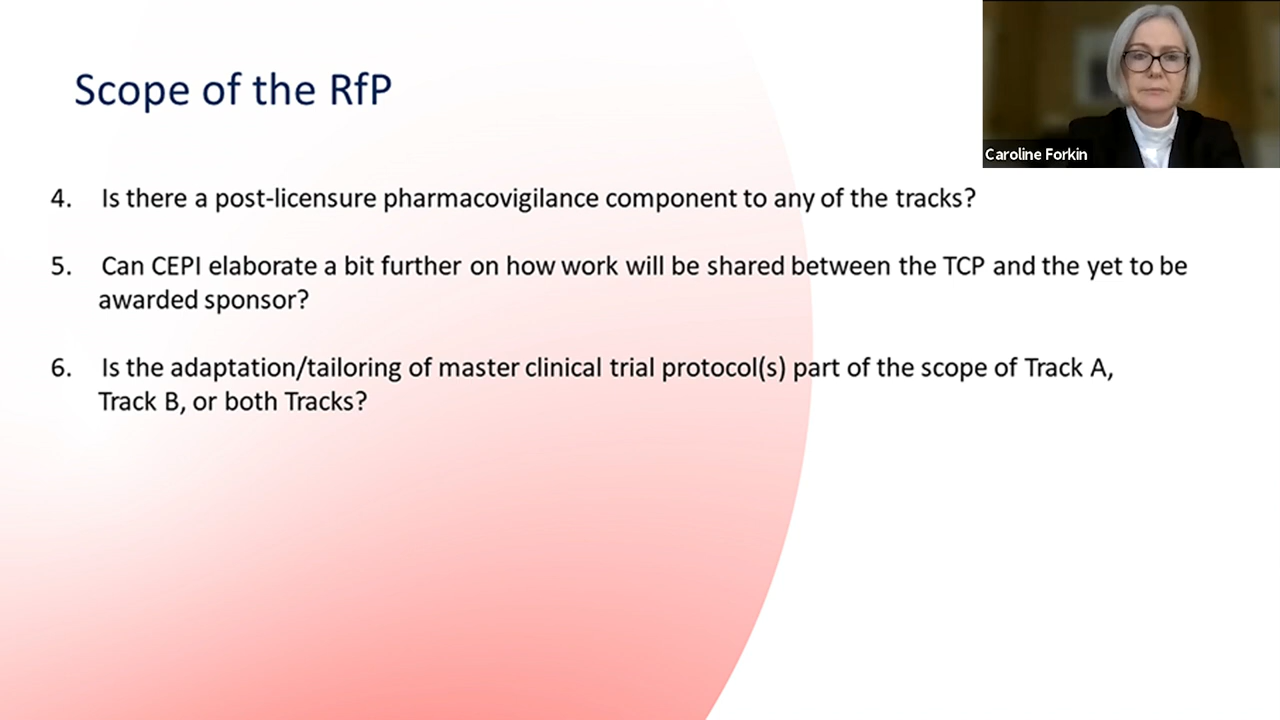 Scope of the RfP
Caroline Forkin
4. Is there a post-licensure pharmacovigilance component to any of the tracks?
5. Can CEPI elaborate a bit further on how work will be shared between the TCP and the yet to be
awarded sponsor?
6. Is the adaptation/tailoring of master clinical trial protocol(s) part of the scope of Track A,
Track B, or both Tracks?